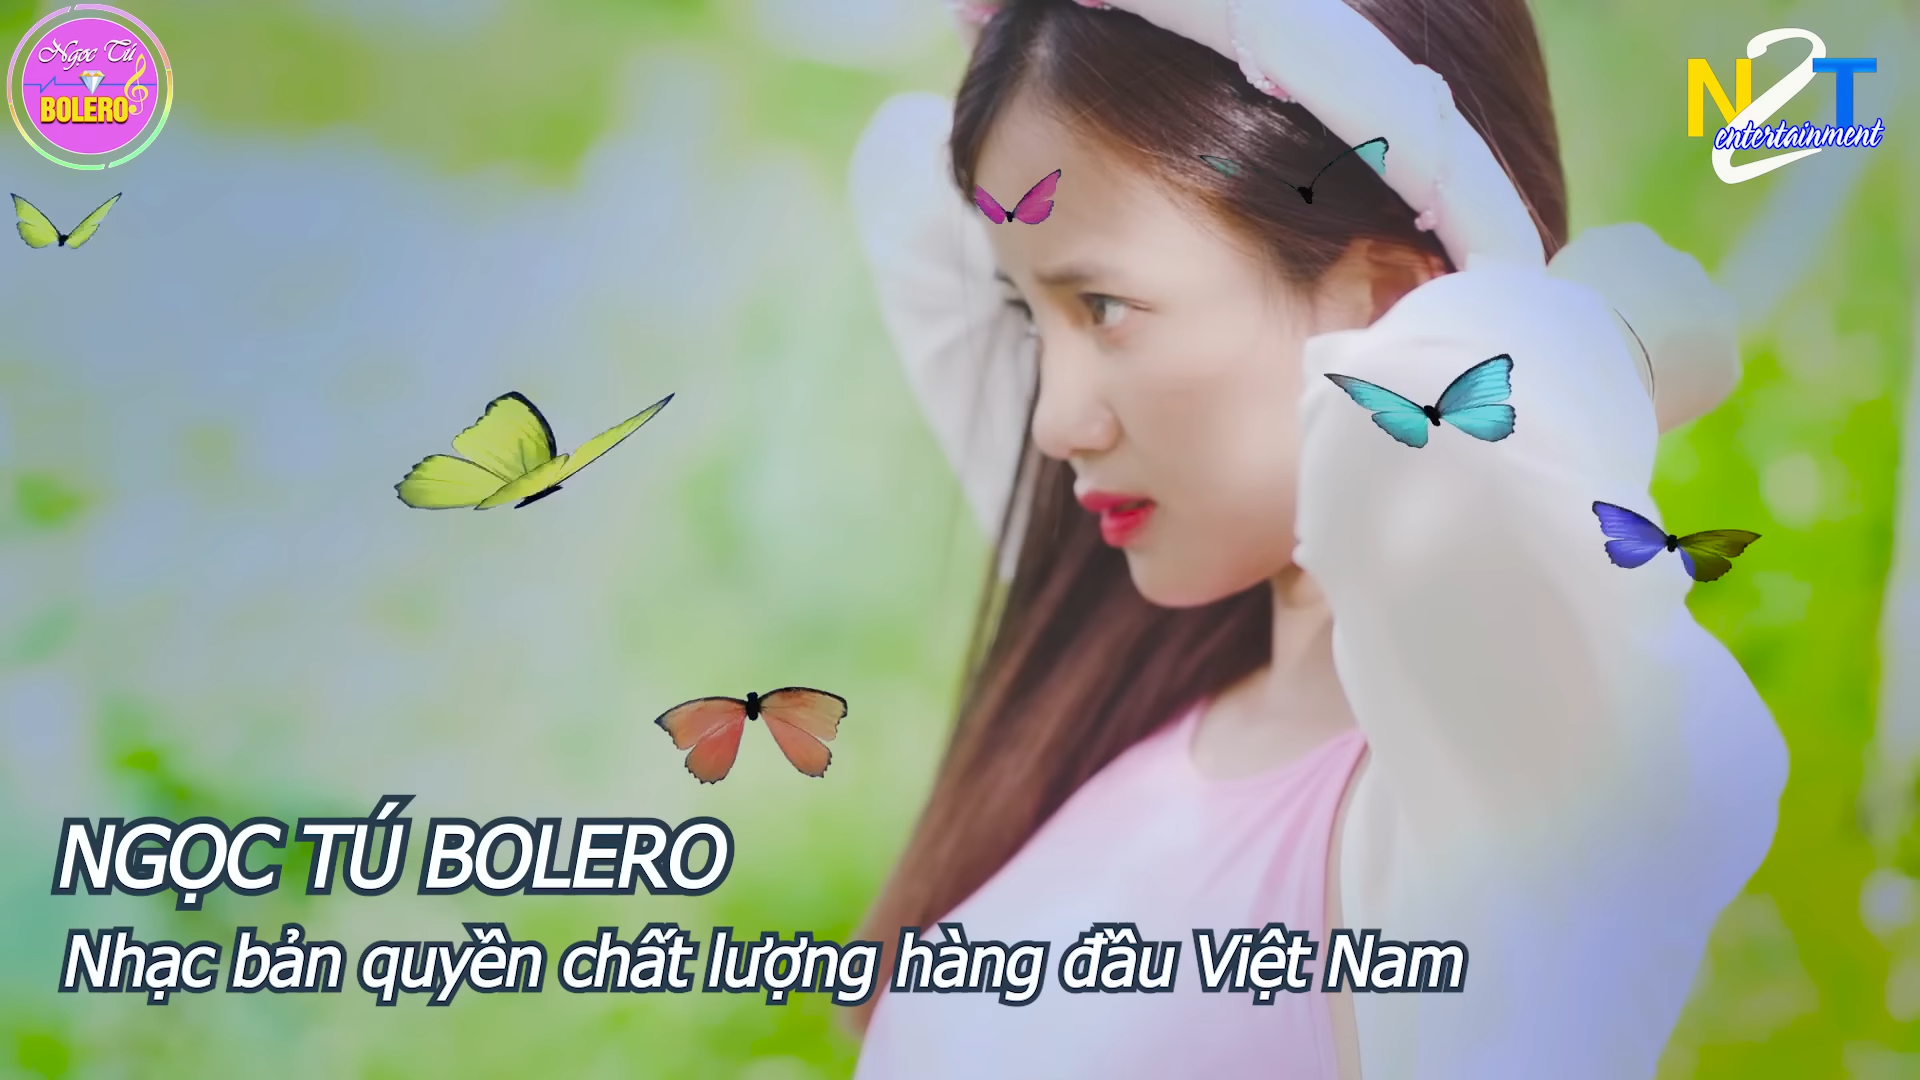 Ngọc Tú
BOLERO
N2T
entertainment
NGỌC TÚ BOLERO
Nhạc bản quyền chất lượng hàng đầu Việt Nam